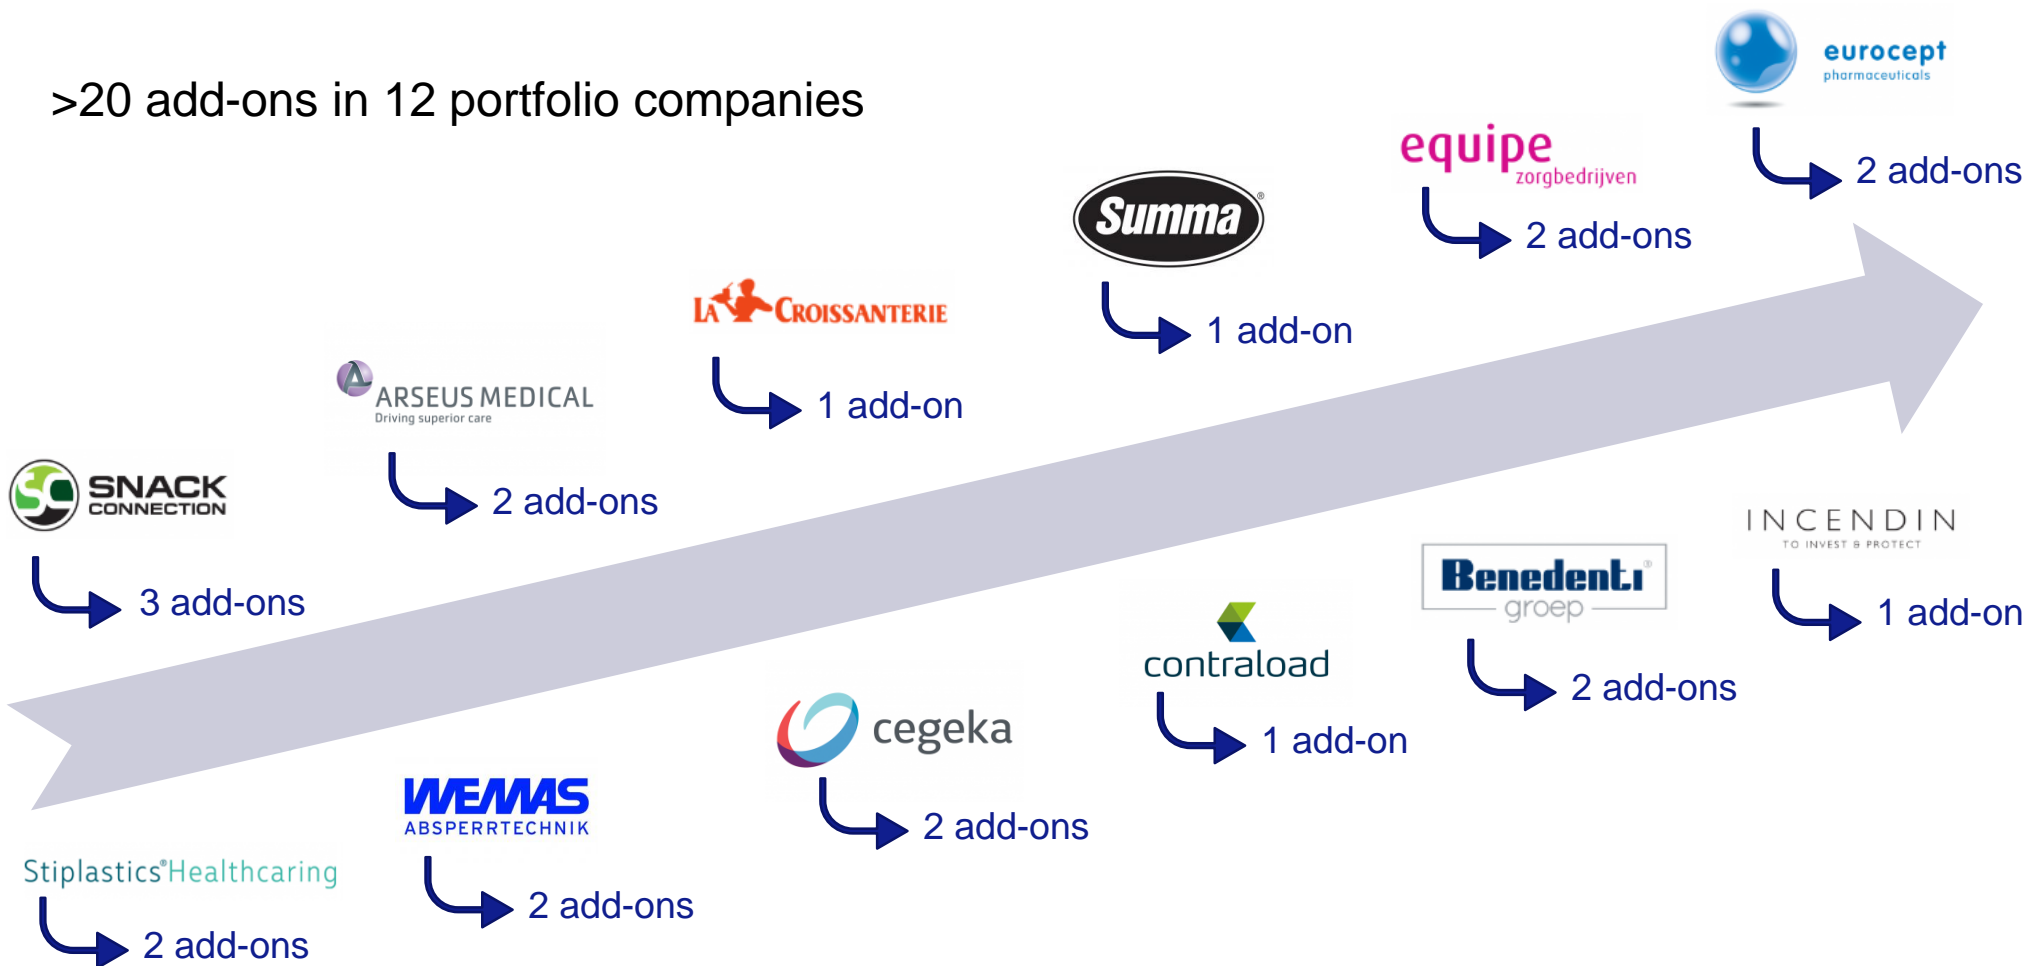 >20 add-ons in 12 portfolio companies
eurocept
pharmaceuticals
2 add-ons
equipe
zorgbedrijven
2 add-ons
Summa®
1 add-on
LA CROISSANTERIE
1 add-on
ARSEUS MEDICAL
Driving superior care
2 add-ons
SC SNACK
CONNECTION
3 add-ons
INCENDIN
TO INVEST & PROTECT
1 add-on
Benedenti®
groep
2 add-ons
contraload
1 add-on
cegeka
2 add-ons
WEMAS
ABSPERRTECHNIK
2 add-ons
Stiplastics®Healthcaring
2 add-ons